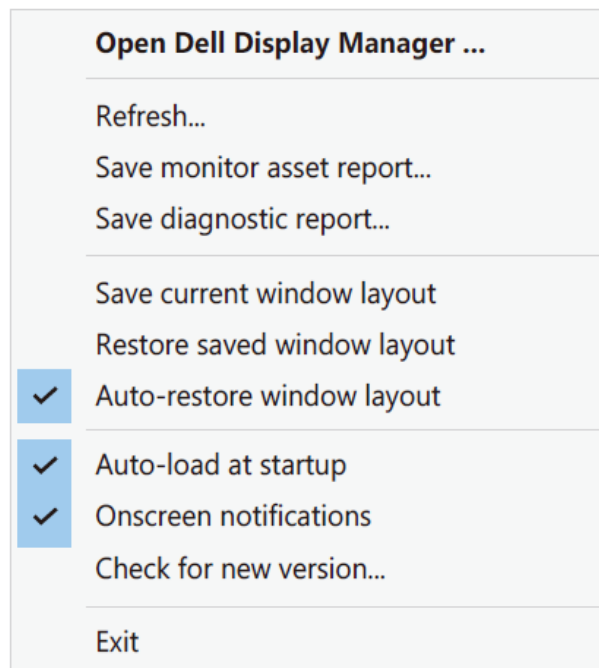 Open Dell Display Manager ...
Refresh...
Save monitor asset report...
Save diagnostic report...
Save current window layout
Restore saved window layout
Auto-restore window layout
Auto-load at startup
Onscreen notifications
Check for new version...
Exit